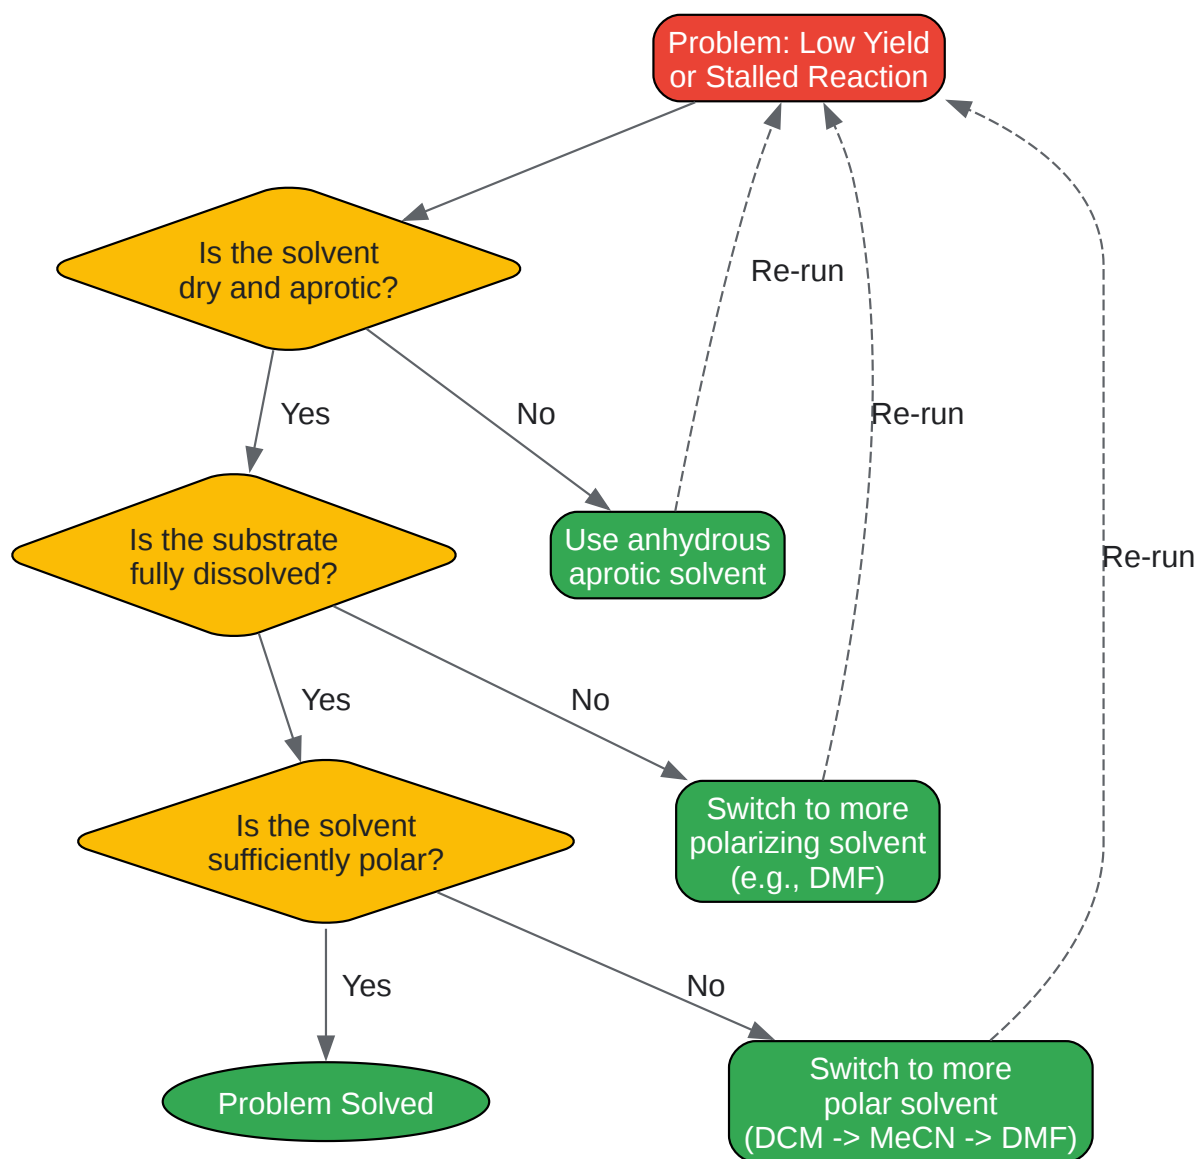 Problem: Low Yield
or Stalled Reaction
Is the solvent
dry and aprotic?
Re-run
Yes
No
Re-run
Is the substrate
fully dissolved?
Use anhydrous
aprotic solvent
Re-run
Yes
No
Is the solvent
sufficiently polar?
Switch to more
polarizing solvent
(e.g., DMF)
Yes
No
Problem Solved
Switch to more
polar solvent
(DCM -> MeCN -> DMF)